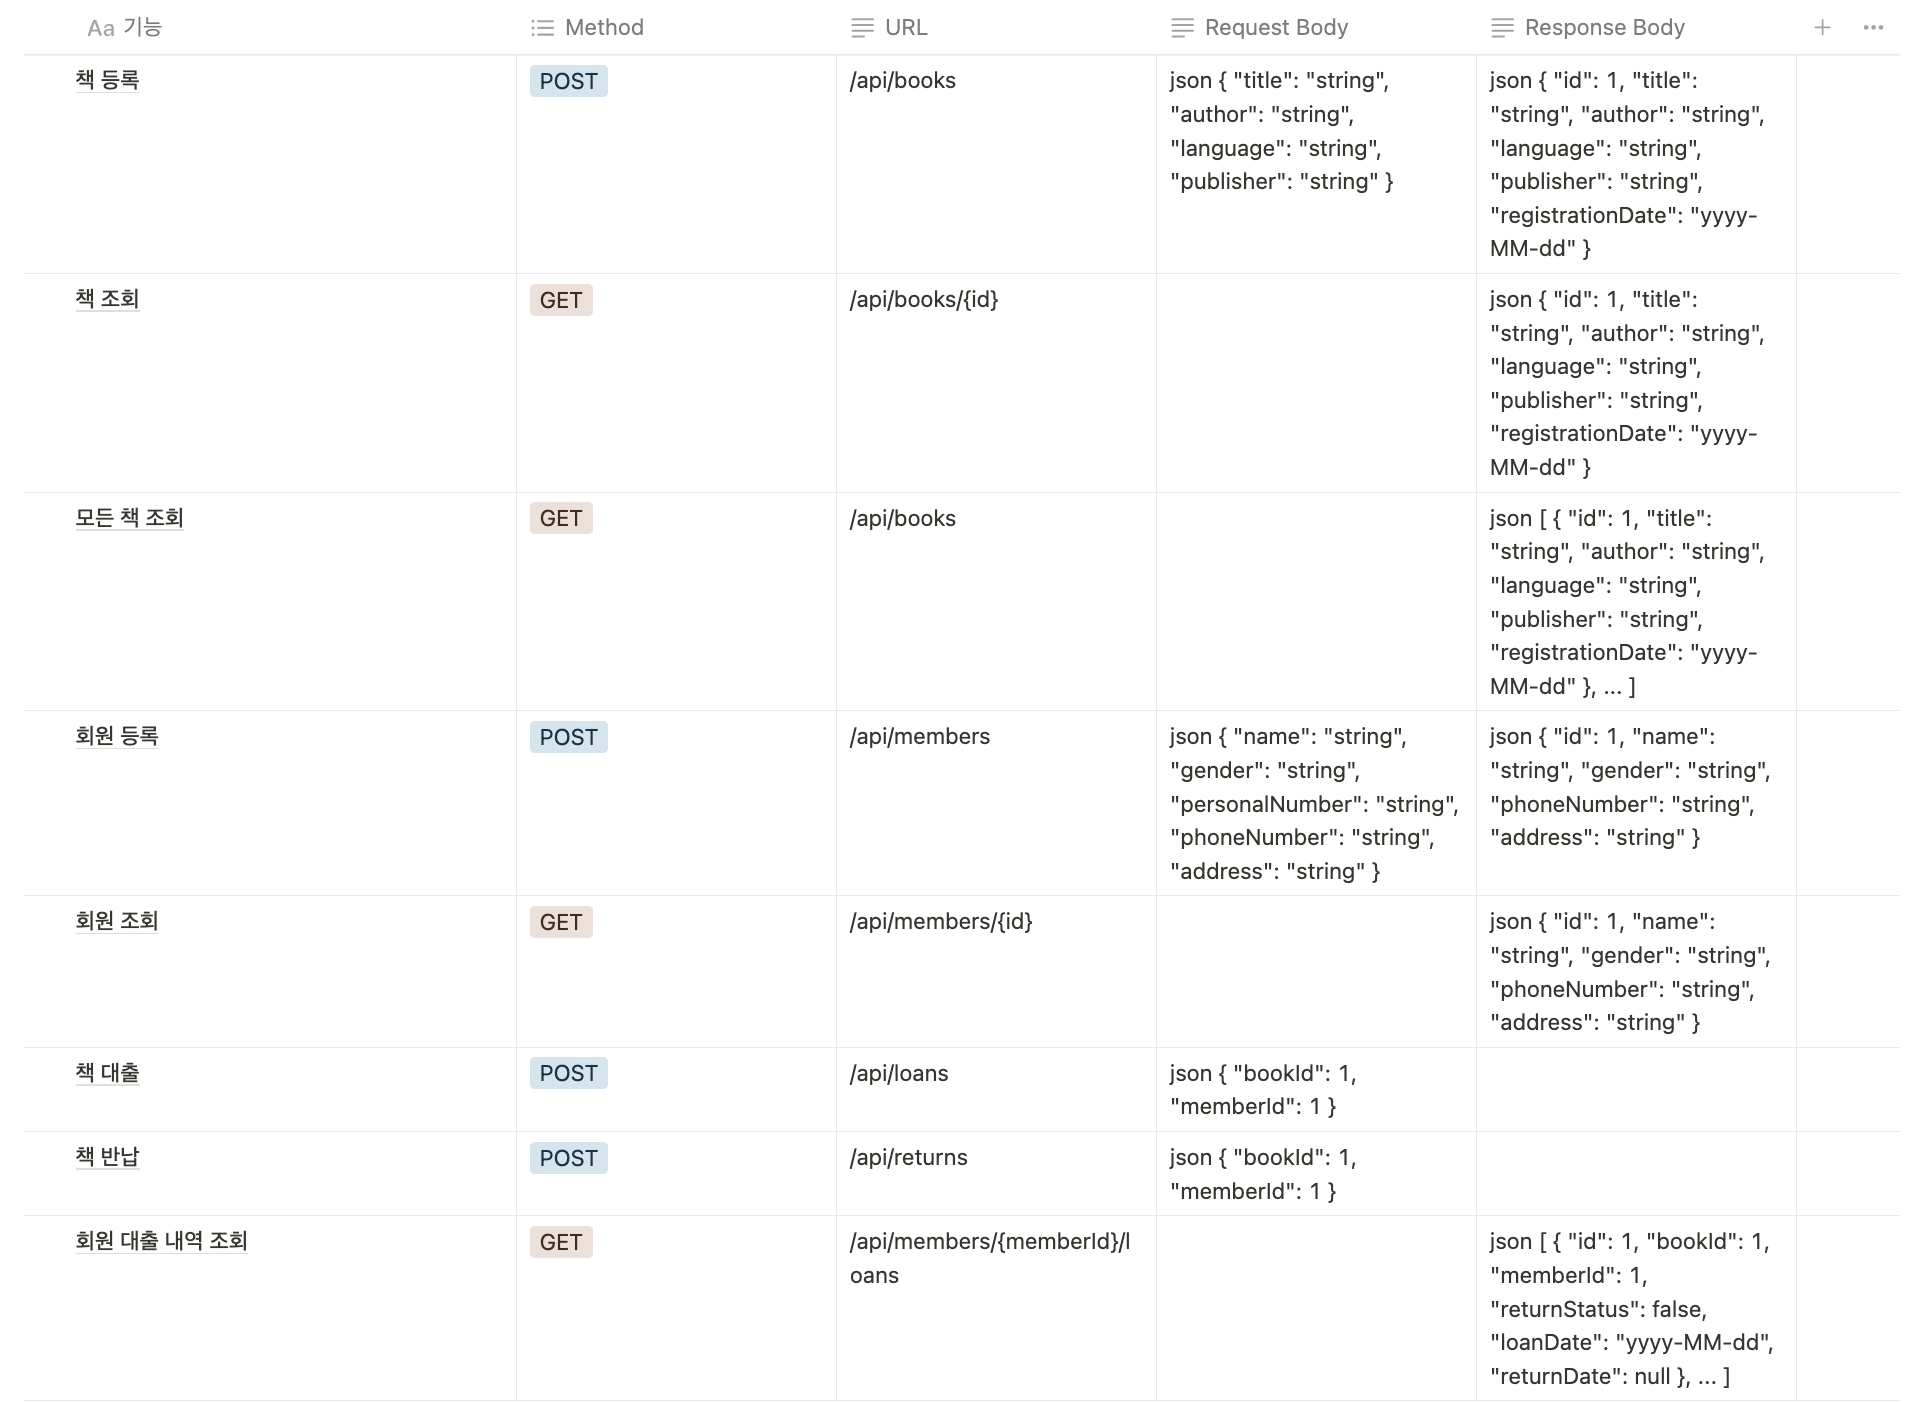 Aa 기능 Method URL Request Body Response Body
책 등록 POST /api/books json { "title": "string", json { "id": 1, "title":
"author": "string", "string", "author": "string",
"language": "string", "language": "string",
"publisher": "string" } "publisher": "string",
"registrationDate": "yyyy-
MM-dd" }
책 조회 GET /api/books/{id} json { "id": 1, "title":
"string", "author": "string",
"language": "string",
"publisher": "string",
"registrationDate": "yyyy-
MM-dd" }
모든 책 조회 GET /api/books json [ { "id": 1, "title":
"string", "author": "string",
"language": "string",
"publisher": "string",
"registrationDate": "yyyy-
MM-dd" }, ... ]
회원 등록 POST /api/members json { "name": "string", json { "id": 1, "name":
"gender": "string", "string", "gender": "string",
"personalNumber": "string", "phoneNumber": "string",
"phoneNumber": "string", "address": "string" }
"address": "string" }
회원 조회 GET /api/members/{id} json { "id": 1, "name":
"string", "gender": "string",
"phoneNumber": "string",
"address": "string" }
책 대출 POST /api/loans json { "bookId": 1,
"memberId": 1 }
책 반납 POST /api/returns json { "bookId": 1,
"memberId": 1 }
회원 대출 내역 조회 GET /api/members/{memberId}/l json [ { "id": 1, "bookId": 1,
oans "memberId": 1,
"returnStatus": false,
"loanDate": "yyyy-MM-dd",
"returnDate": null }, ... ]